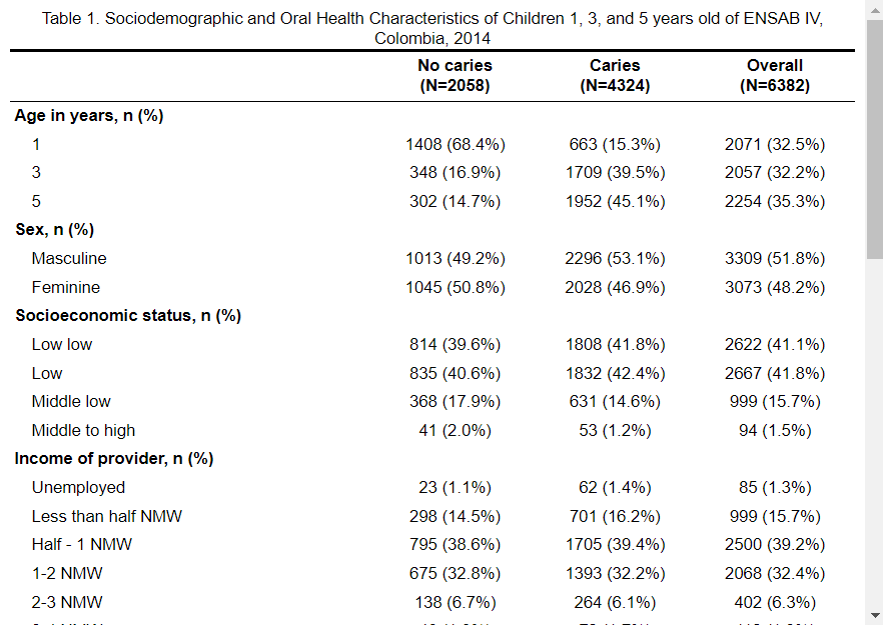 Table 1. Sociodemographic and Oral Health Characteristics of Children 1, 3, and 5 years old of ENSAB IV,
Colombia, 2014
No caries Caries Overall
(N=2058) (N=4324) (N=6382)
Age in years, n (%)
1 1408 (68.4%) 663 (15.3%) 2071 (32.5%)
3 348 (16.9%) 1709 (39.5%) 2057 (32.2%)
5 302 (14.7%) 1952 (45.1%) 2254 (35.3%)
Sex, n (%)
Masculine 1013 (49.2%) 2296 (53.1%) 3309 (51.8%)
Feminine 1045 (50.8%) 2028 (46.9%) 3073 (48.2%)
Socioeconomic status, n (%)
Low low 814 (39.6%) 1808 (41.8%) 2622 (41.1%)
Low 835 (40.6%) 1832 (42.4%) 2667 (41.8%)
Middle low 368 (17.9%) 631 (14.6%) 999 (15.7%)
Middle to high 41 (2.0%) 53 (1.2%) 94 (1.5%)
Income of provider, n (%)
Unemployed 23 (1.1%) 62 (1.4%) 85 (1.3%)
Less than half NMW 298 (14.5%) 701 (16.2%) 999 (15.7%)
Half - 1 NMW 795 (38.6%) 1705 (39.4%) 2500 (39.2%)
1-2 NMW 675 (32.8%) 1393 (32.2%) 2068 (32.4%)
2-3 NMW 138 (6.7%) 264 (6.1%) 402 (6.3%)